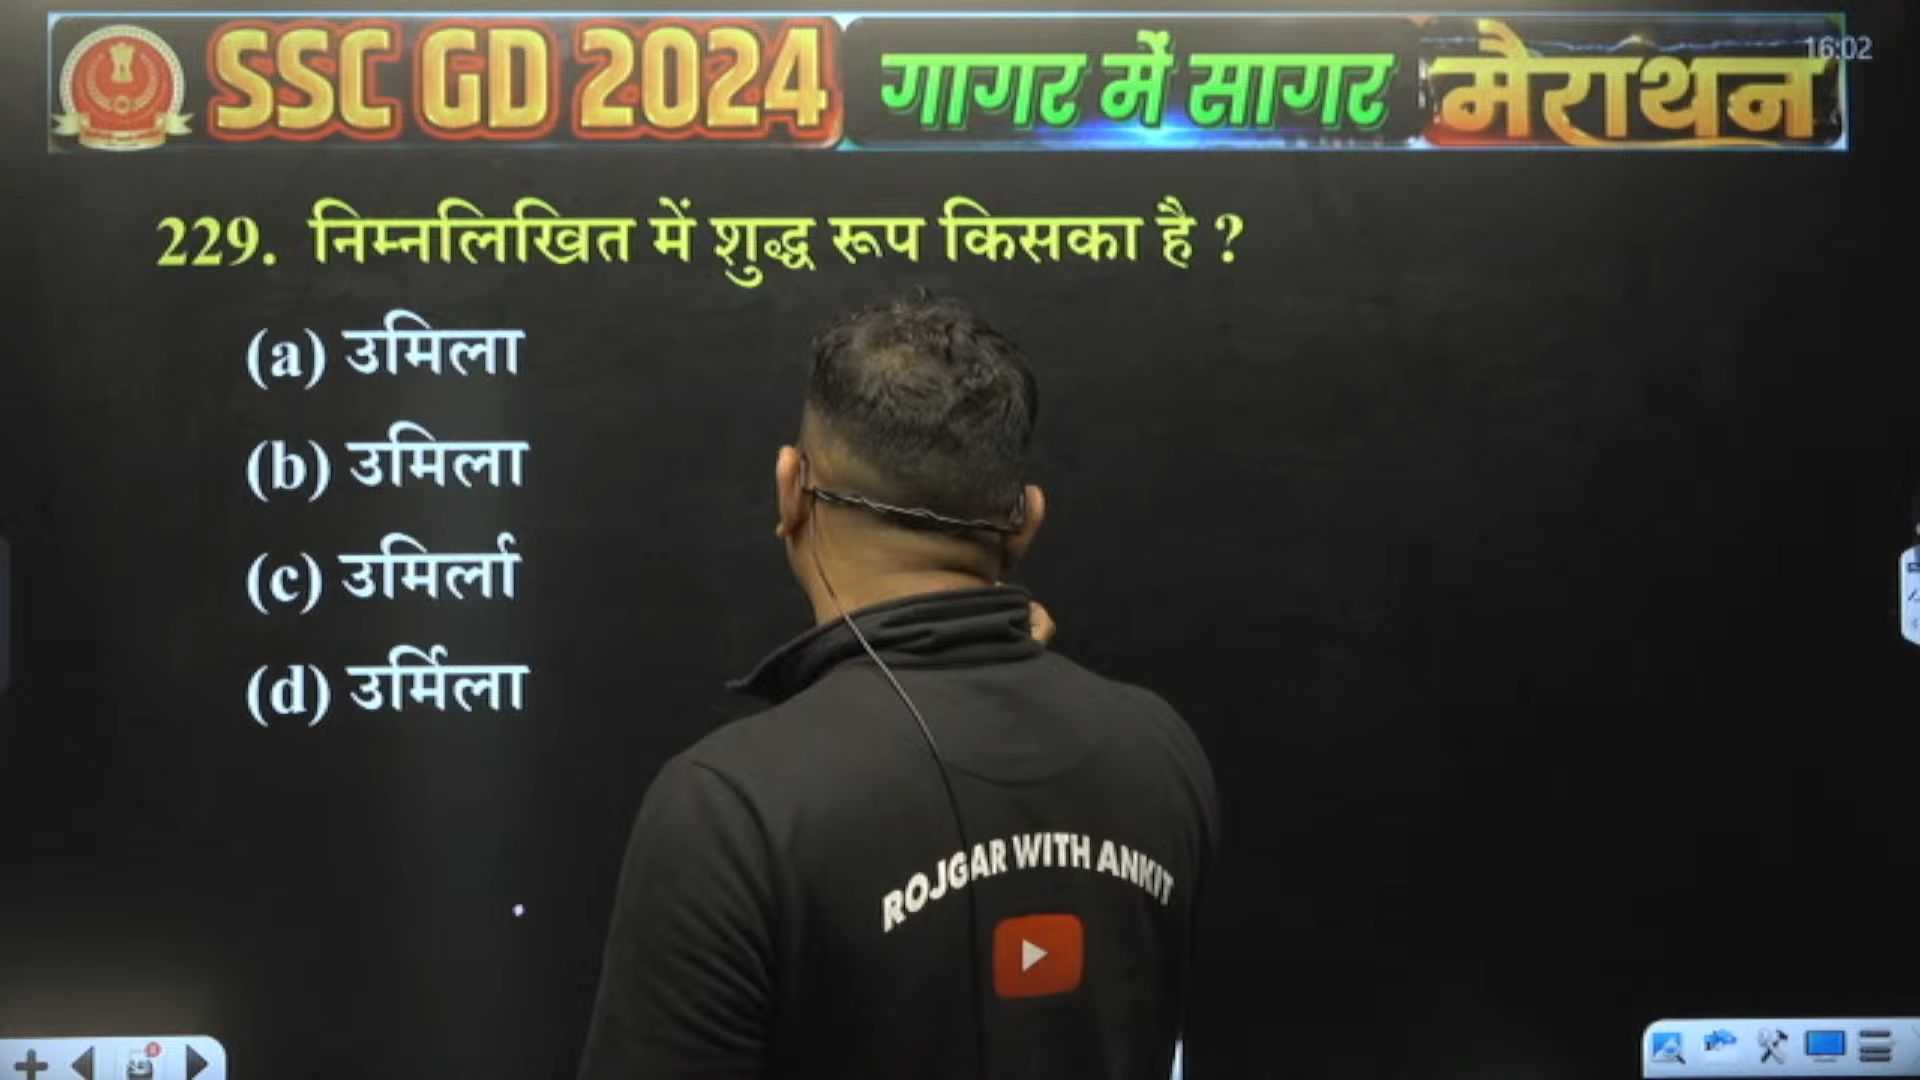 SSC GD 2024 गागर में सागर मैराथन
16:02
229. निम्नलिखित में शुद्ध रूप किसका है ?
(a) उमिला
(b) उमिला
(c) उमिर्ला
(d) उर्मिला
ROJGAR WITH ANKIT